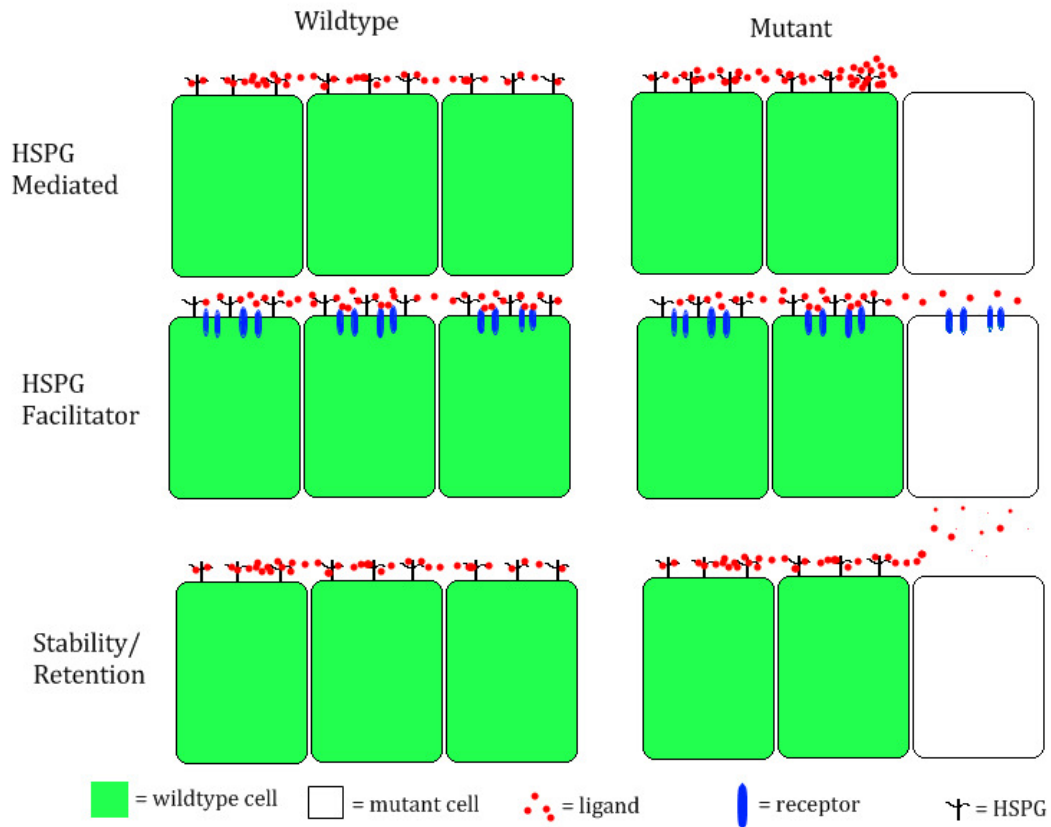 Wildtype
Mutant
HSPG
Mediated
HSPG
Facilitator
Stability/
Retention
= wildtype cell
= mutant cell
= ligand
= receptor
= HSPG